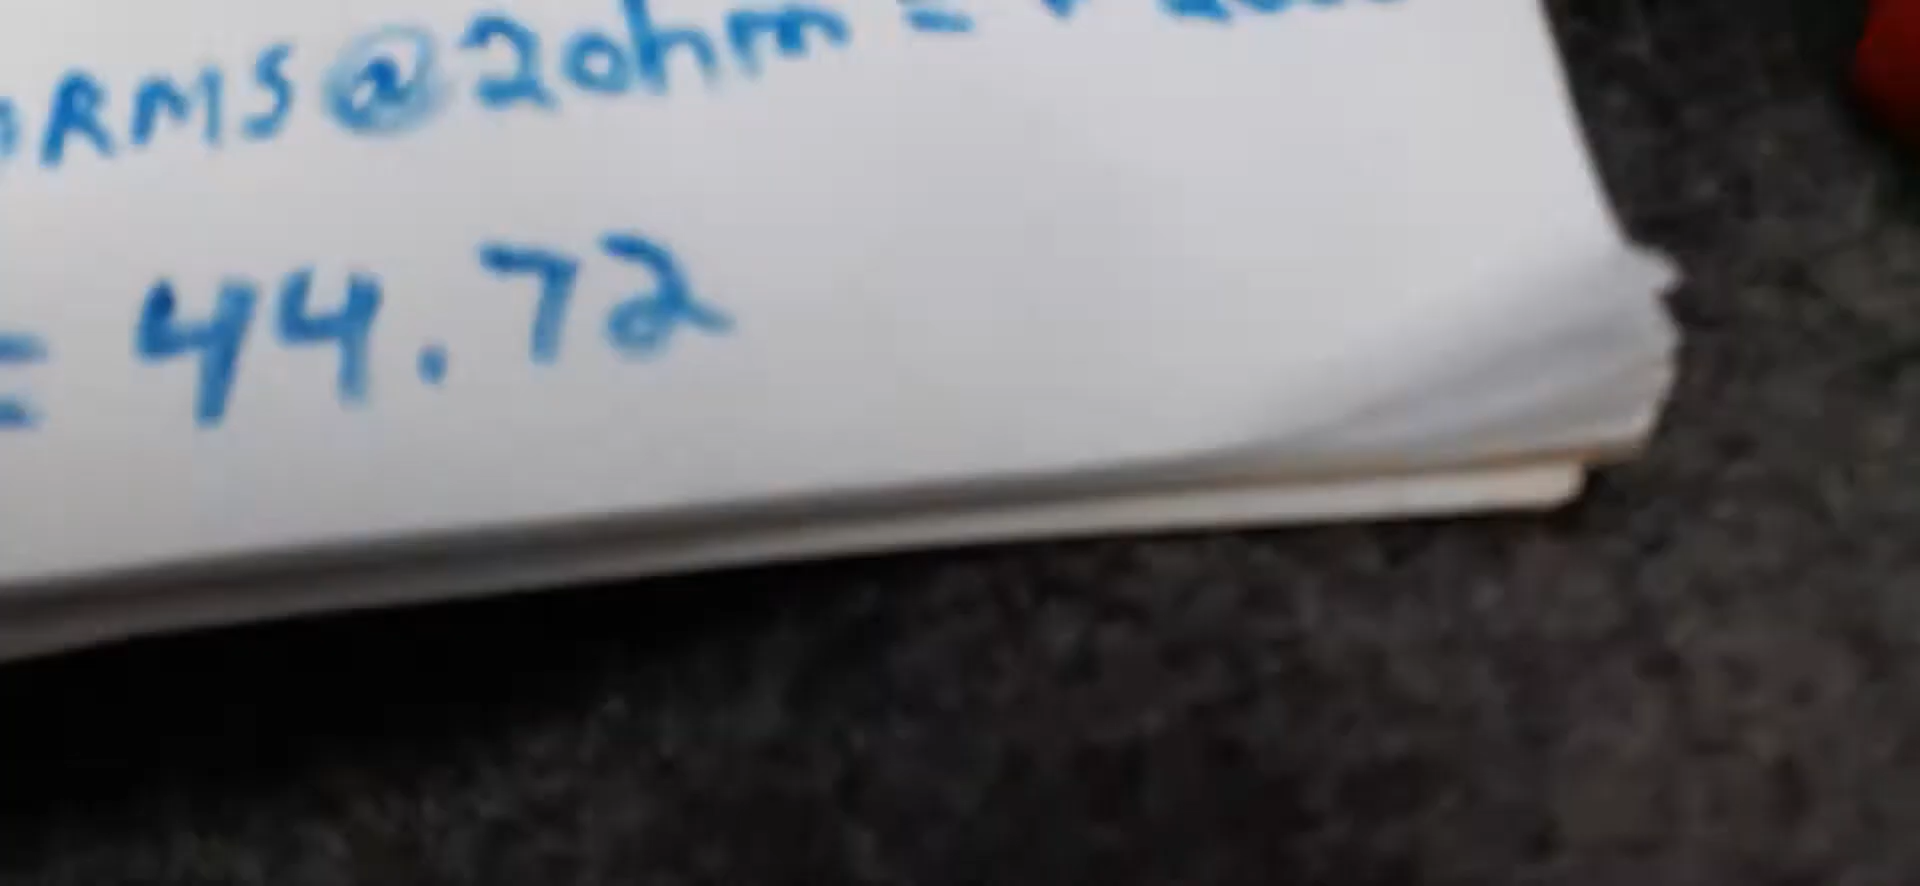 RMS@2ohm =
= 44.72